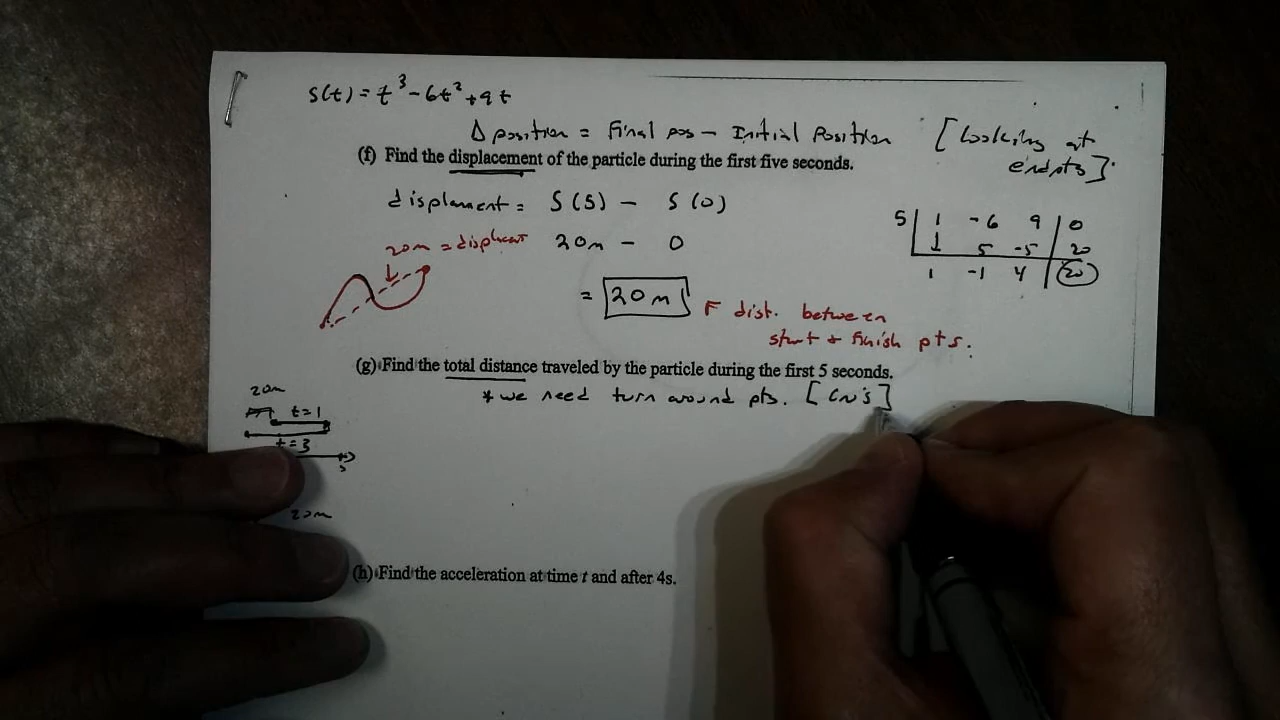 s(t) = t³ - 6t² + 9t
Δ position = Final pos - Initial Position [looking at endpts]
(f) Find the displacement of the particle during the first five seconds.
displament = S(5) - S(0)
5 | 1 -6 9 | 0
↓ 5 -5 | 20
1 -1 4 | 20
20m = 20m - 0
= 20m
dist. between
start + finish pts.
(g) Find the total distance traveled by the particle during the first 5 seconds.
* we need turn around pts. [CN's]
20m
t=1
t=3
5
20m
(h) Find the acceleration at time t and after 4s.